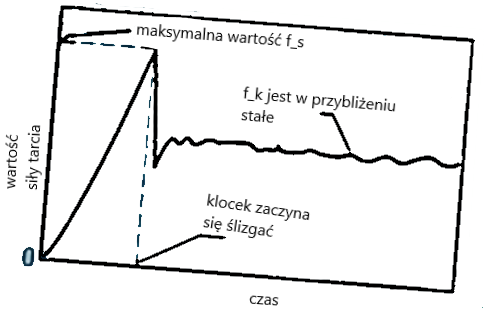 maksymalna wartość f_s
f_k jest w przybliżeniu
stałe
wartość
siły tarcia
klocek zaczyna
się ślizgać
0
czas